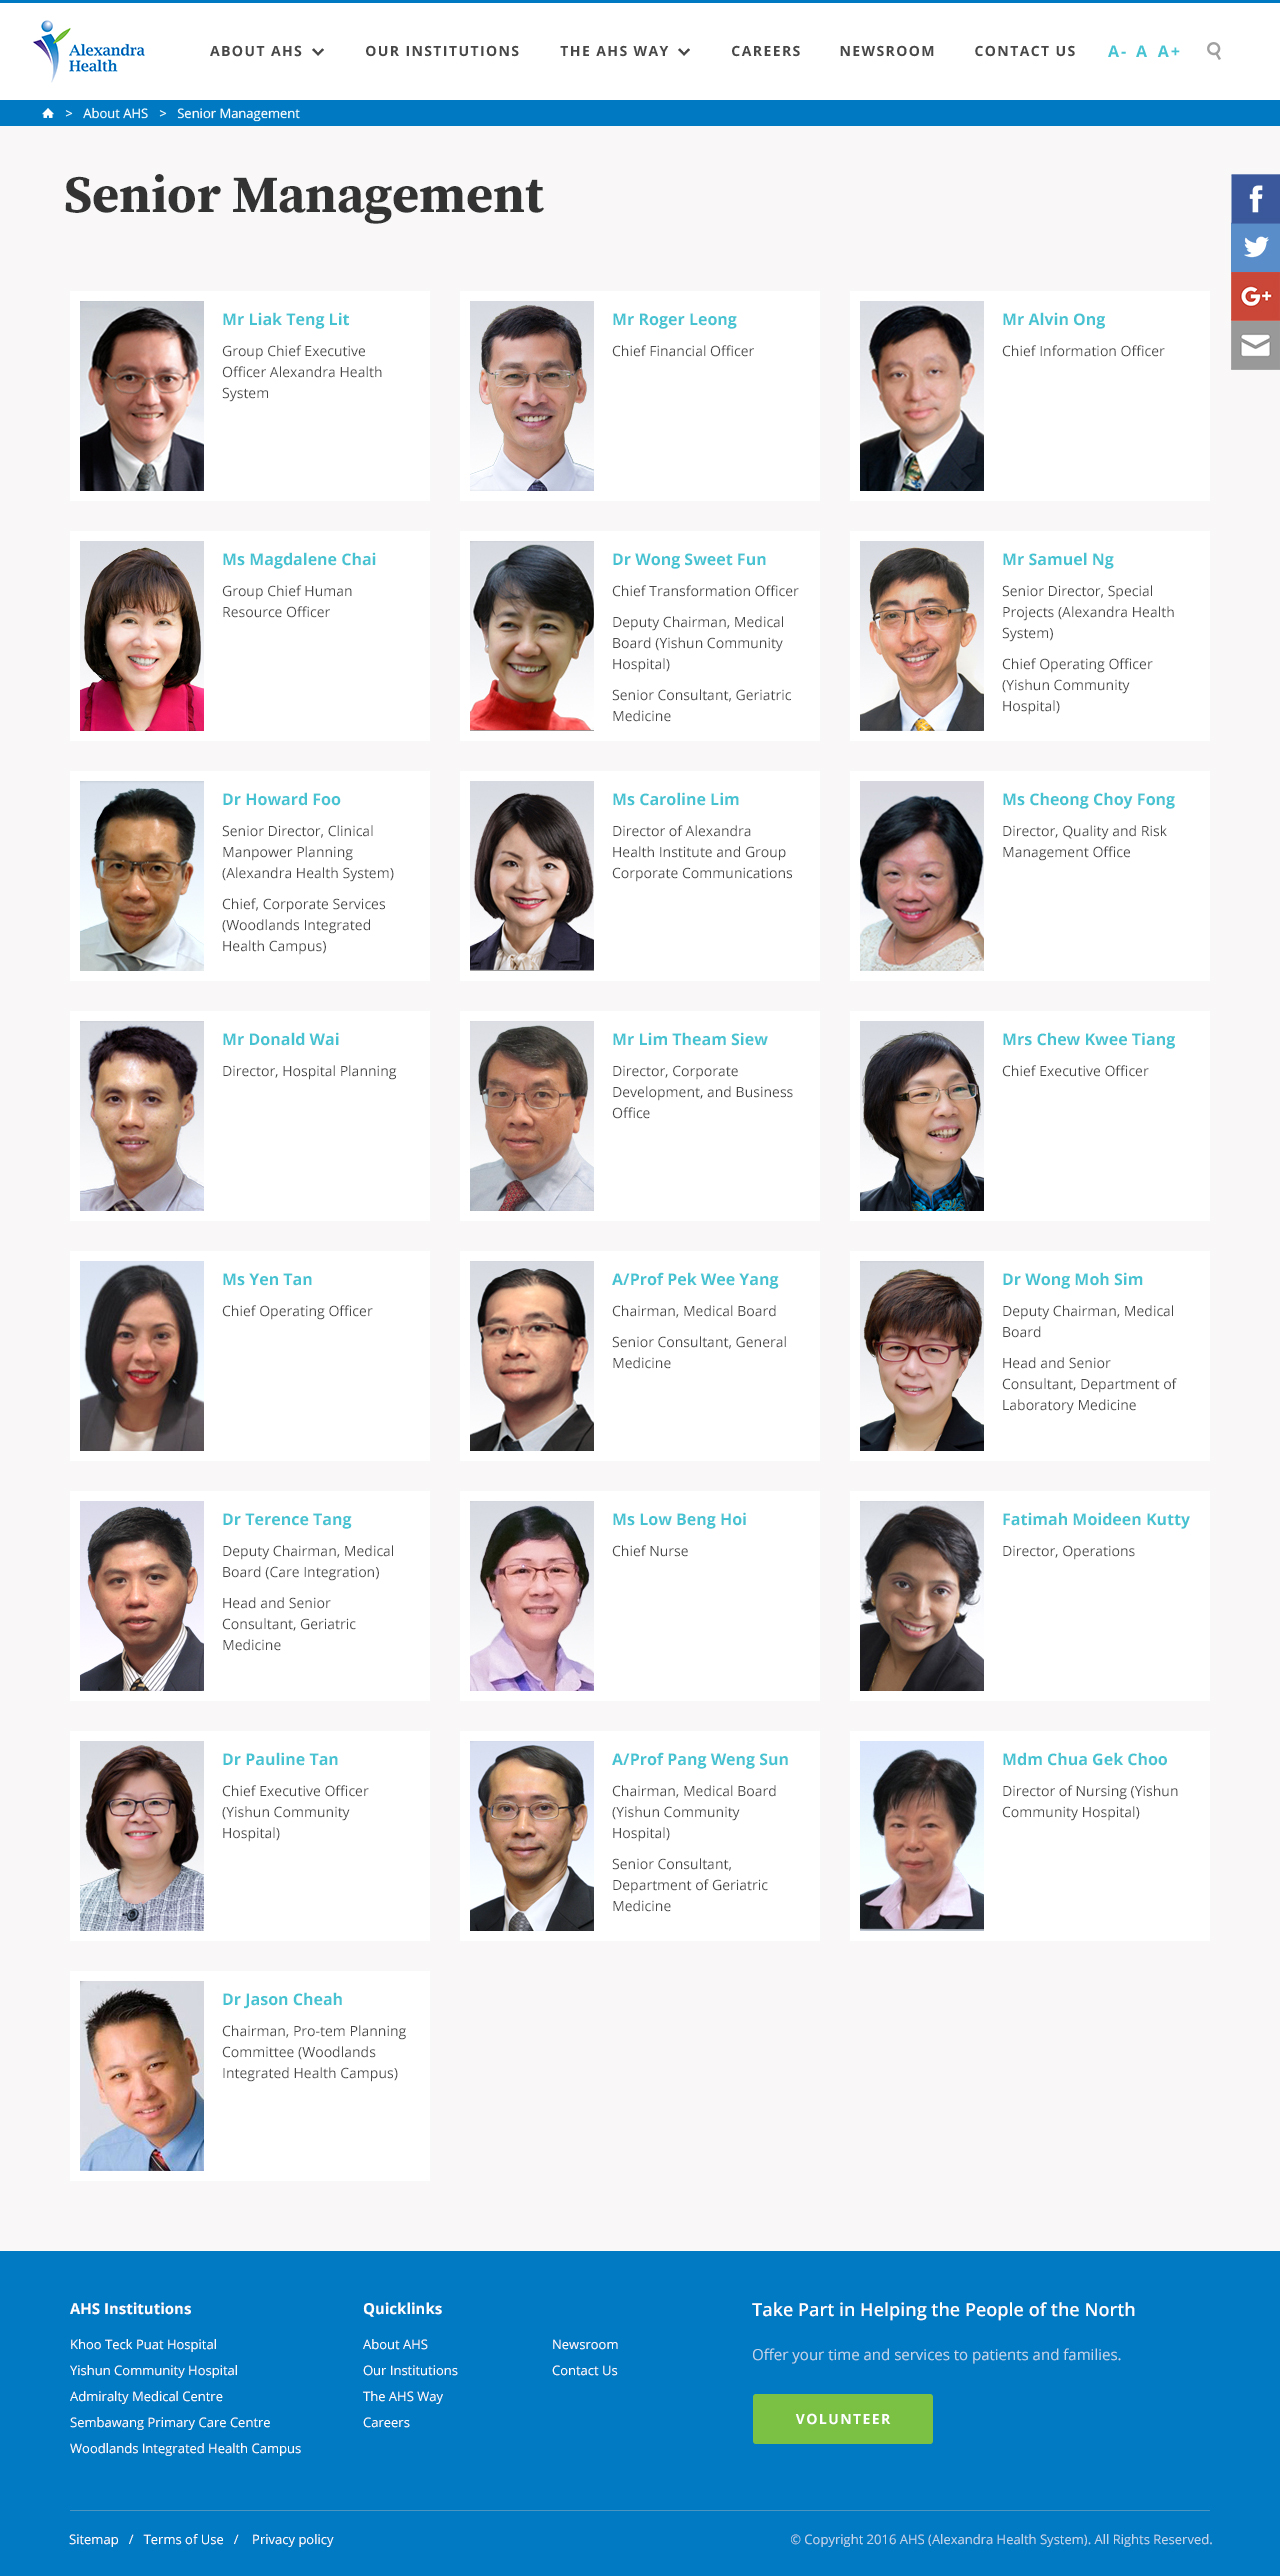 Alexandra
Health
ABOUT AHS
OUR INSTITUTIONS
THE AHS WAY
CAREERS
NEWSROOM
CONTACT US
A- A A+
> About AHS > Senior Management
Senior Management
Mr Liak Teng Lit
Group Chief Executive
Officer Alexandra Health
System
Mr Roger Leong
Chief Financial Officer
Mr Alvin Ong
Chief Information Officer
Ms Magdalene Chai
Group Chief Human
Resource Officer
Dr Wong Sweet Fun
Chief Transformation Officer
Deputy Chairman, Medical
Board (Yishun Community
Hospital)
Senior Consultant, Geriatric
Medicine
Mr Samuel Ng
Senior Director, Special
Projects (Alexandra Health
System)
Chief Operating Officer
(Yishun Community
Hospital)
Dr Howard Foo
Senior Director, Clinical
Manpower Planning
(Alexandra Health System)
Chief, Corporate Services
(Woodlands Integrated
Health Campus)
Ms Caroline Lim
Director of Alexandra
Health Institute and Group
Corporate Communications
Ms Cheong Choy Fong
Director, Quality and Risk
Management Office
Mr Donald Wai
Director, Hospital Planning
Mr Lim Theam Siew
Director, Corporate
Development, and Business
Office
Mrs Chew Kwee Tiang
Chief Executive Officer
Ms Yen Tan
Chief Operating Officer
A/Prof Pek Wee Yang
Chairman, Medical Board
Senior Consultant, General
Medicine
Dr Wong Moh Sim
Deputy Chairman, Medical
Board
Head and Senior
Consultant, Department of
Laboratory Medicine
Dr Terence Tang
Deputy Chairman, Medical
Board (Care Integration)
Head and Senior
Consultant, Geriatric
Medicine
Ms Low Beng Hoi
Chief Nurse
Fatimah Moideen Kutty
Director, Operations
Dr Pauline Tan
Chief Executive Officer
(Yishun Community
Hospital)
A/Prof Pang Weng Sun
Chairman, Medical Board
(Yishun Community
Hospital)
Senior Consultant,
Department of Geriatric
Medicine
Mdm Chua Gek Choo
Director of Nursing (Yishun
Community Hospital)
Dr Jason Cheah
Chairman, Pro-tem Planning
Committee (Woodlands
Integrated Health Campus)
AHS Institutions
Khoo Teck Puat Hospital
Yishun Community Hospital
Admiralty Medical Centre
Sembawang Primary Care Centre
Woodlands Integrated Health Campus
Quicklinks
About AHS
Our Institutions
The AHS Way
Careers
Newsroom
Contact Us
Take Part in Helping the People of the North
Offer your time and services to patients and families.
VOLUNTEER
Sitemap / Terms of Use / Privacy policy
© Copyright 2016 AHS (Alexandra Health System). All Rights Reserved.